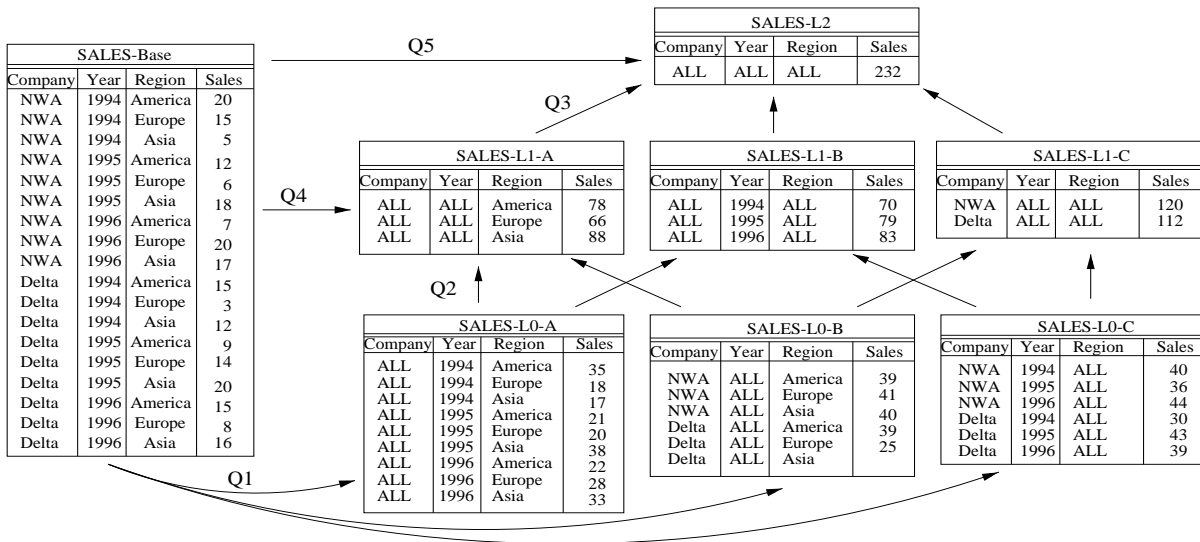 SALES-L2
Company Year Region Sales
ALL ALL ALL 232
SALES-Base
Company Year Region Sales
NWA 1994 America 20
NWA 1994 Europe 15
NWA 1994 Asia 5
NWA 1995 America 12
NWA 1995 Europe 6
NWA 1995 Asia 18
NWA 1996 America 7
NWA 1996 Europe 20
NWA 1996 Asia 17
Delta 1994 America 15
Delta 1994 Europe 3
Delta 1994 Asia 12
Delta 1995 America 9
Delta 1995 Europe 14
Delta 1995 Asia 20
Delta 1996 America 15
Delta 1996 Europe 8
Delta 1996 Asia 16
Q5
Q3
Q4
Q2
Q1
SALES-L1-A
Company Year Region Sales
ALL ALL America 78
ALL ALL Europe 66
ALL ALL Asia 88
SALES-L1-B
Company Year Region Sales
ALL 1994 ALL 70
ALL 1995 ALL 79
ALL 1996 ALL 83
SALES-L1-C
Company Year Region Sales
NWA ALL ALL 120
Delta ALL ALL 112
SALES-L0-A
Company Year Region Sales
ALL 1994 America 35
ALL 1994 Europe 18
ALL 1994 Asia 17
ALL 1995 America 21
ALL 1995 Europe 20
ALL 1995 Asia 38
ALL 1996 America 22
ALL 1996 Europe 28
ALL 1996 Asia 33
SALES-L0-B
Company Year Region Sales
NWA ALL America 39
NWA ALL Europe 41
NWA ALL Asia 40
Delta ALL America 39
Delta ALL Europe 25
Delta ALL Asia
SALES-L0-C
Company Year Region Sales
NWA 1994 ALL 40
NWA 1995 ALL 36
NWA 1996 ALL 44
Delta 1994 ALL 30
Delta 1995 ALL 43
Delta 1996 ALL 39